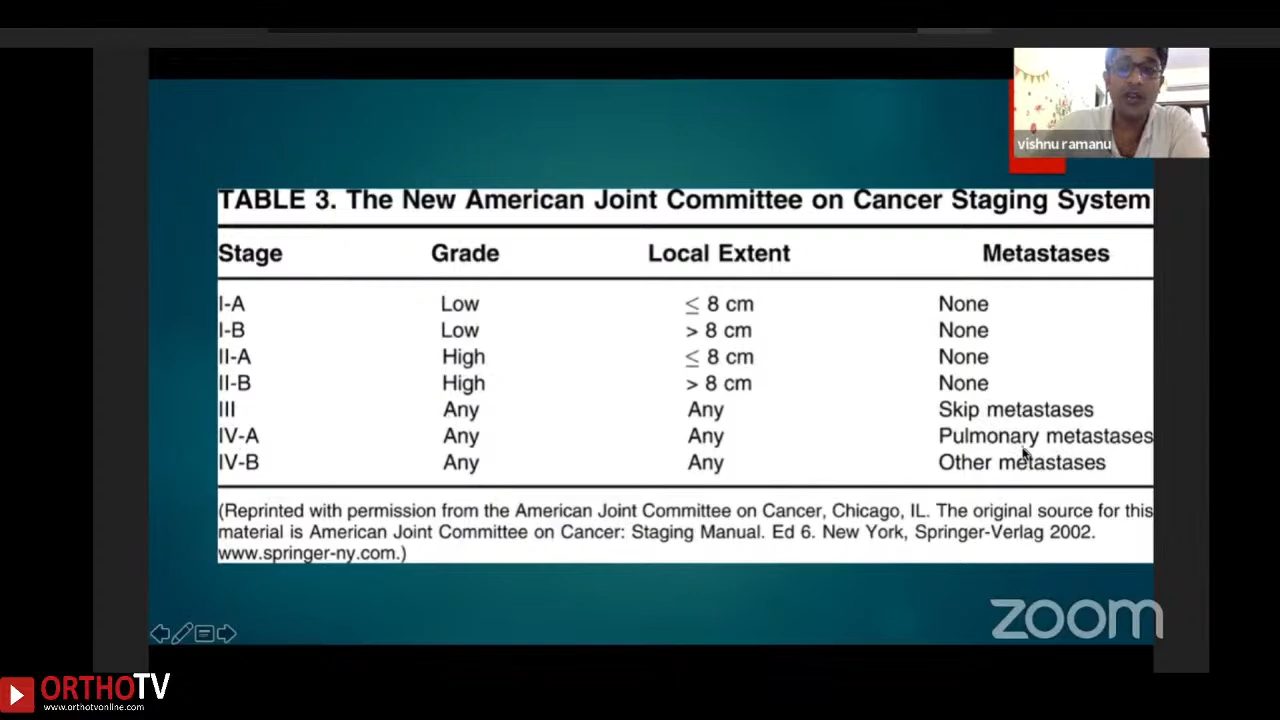 vishnu ramanu
TABLE 3. The New American Joint Committee on Cancer Staging System
Stage Grade Local Extent Metastases
I-A Low ≤ 8 cm None
I-B Low > 8 cm None
II-A High ≤ 8 cm None
II-B High > 8 cm None
III Any Any Skip metastases
IV-A Any Any Pulmonary metastases
IV-B Any Any Other metastases
(Reprinted with permission from the American Joint Committee on Cancer, Chicago, IL. The original source for this
material is American Joint Committee on Cancer: Staging Manual. Ed 6. New York, Springer-Verlag 2002.
www.springer-ny.com.)
zoom
ORTHOTV
www.orthotvonline.com